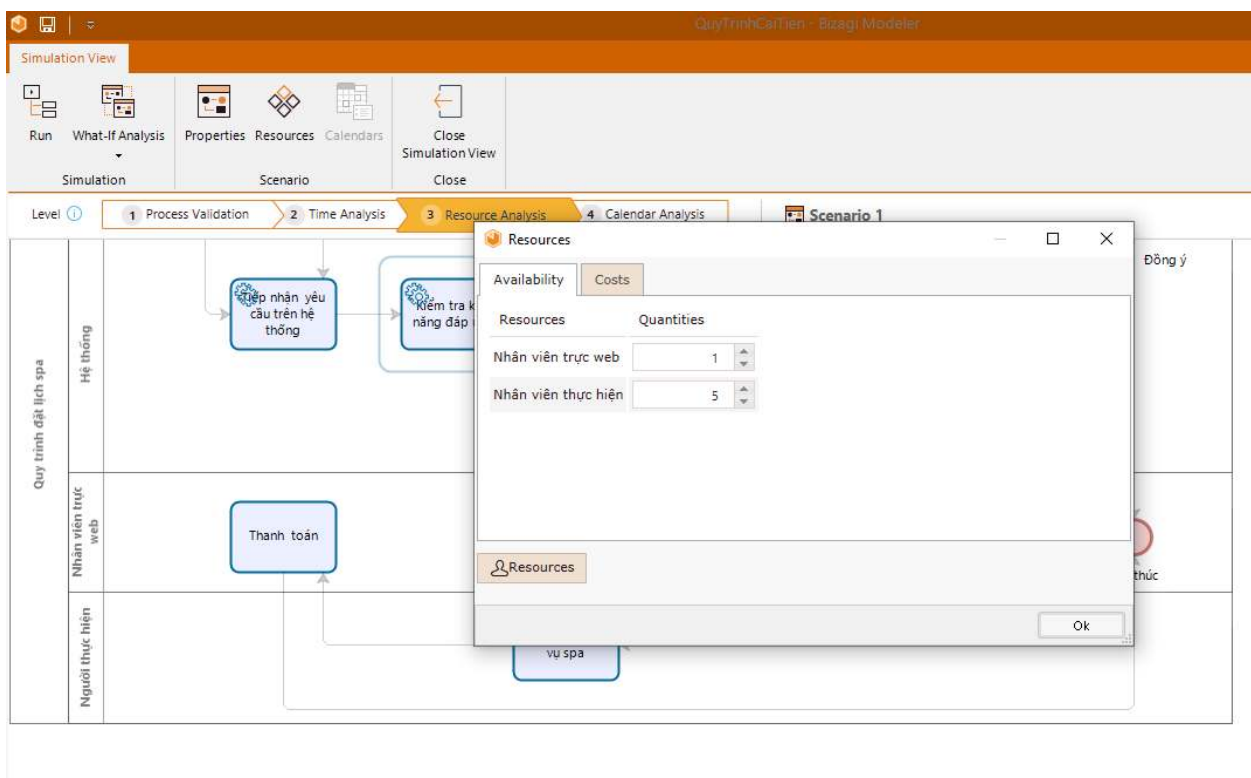 QuyTrinhCaiTien - Bizagi Modeler
Simulation View
Run
What-If Analysis
Properties
Resources
Calendars
Close
Simulation View
Simulation
Scenario
Close
Level
1 Process Validation
2 Time Analysis
3 Resource Analysis
4 Calendar Analysis
Scenario 1
Resources
Đồng ý
Availability
Costs
Tiếp nhận yêu
cầu trên hệ
thống
Kiểm tra k
năng đáp
Resources
Quantities
Nhân viên trực web
1
Nhân viên thực hiện
5
Quy trình đặt lịch spa
Hệ thống
Nhân viên trực
web
Thanh toán
Resources
thúc
Ok
Người thực hiện
vụ spa